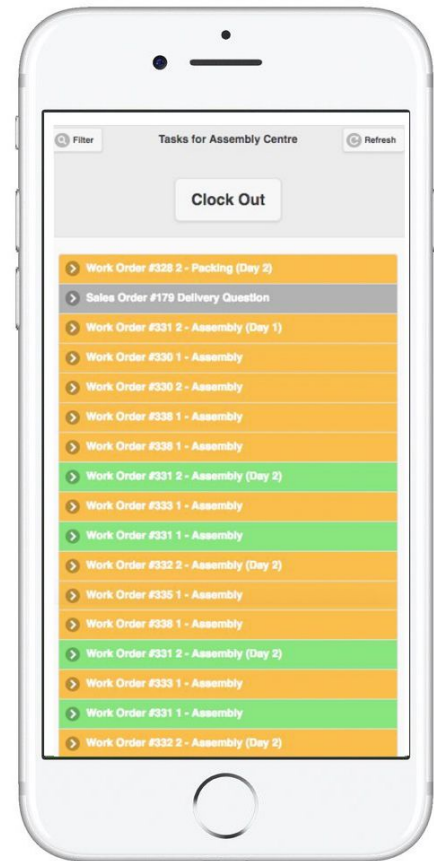 Filter
Tasks for Assembly Centre
Refresh
Clock Out
Work Order #328 2 - Packing (Day 2)
Sales Order #179 Delivery Question
Work Order #331 2 - Assembly (Day 1)
Work Order #330 1 - Assembly
Work Order #330 2 - Assembly
Work Order #338 1 - Assembly
Work Order #338 1 - Assembly
Work Order #331 2 - Assembly (Day 2)
Work Order #333 1 - Assembly
Work Order #331 1 - Assembly
Work Order #332 2 - Assembly (Day 2)
Work Order #335 1 - Assembly
Work Order #338 1 - Assembly
Work Order #331 2 - Assembly (Day 2)
Work Order #333 1 - Assembly
Work Order #331 1 - Assembly
Work Order #332 2 - Assembly (Day 2)